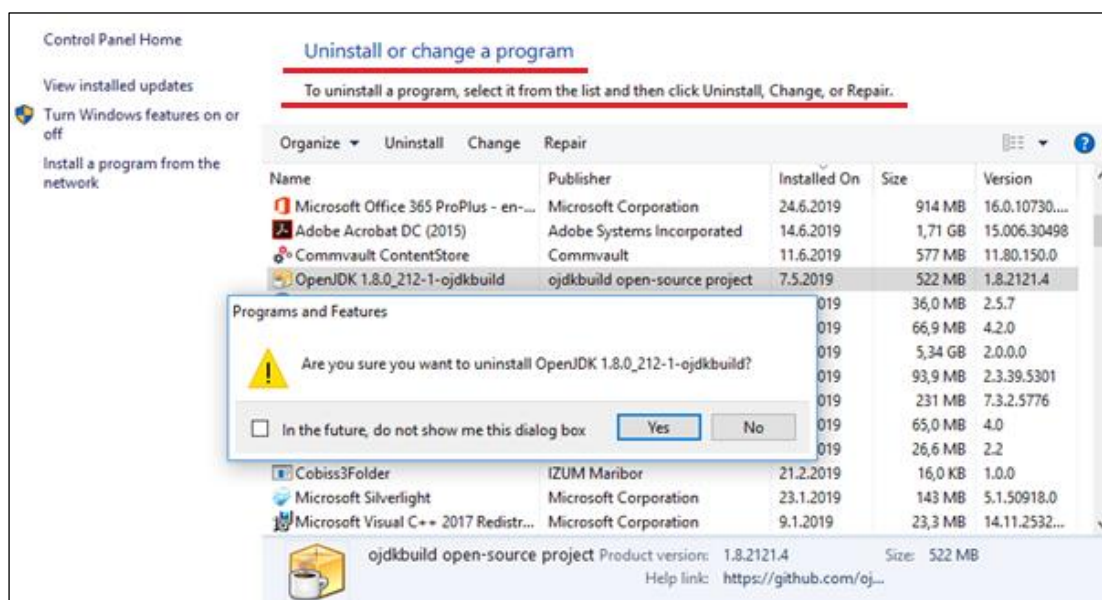 Control Panel Home
View installed updates
Turn Windows features on or
off
Install a program from the
network
Uninstall or change a program
To uninstall a program, select it from the list and then click Uninstall, Change, or Repair.
Organize Uninstall Change Repair
Name Publisher Installed On Size Version
Microsoft Office 365 ProPlus - en-... Microsoft Corporation 24.6.2019 914 MB 16.0.10730....
Adobe Acrobat DC (2015) Adobe Systems Incorporated 14.6.2019 1,71 GB 15.006.30498
Commvault ContentStore Commvault 11.6.2019 577 MB 11.80.150.0
OpenJDK 1.8.0_212-1-ojdkbuild ojdkbuild open-source project 7.5.2019 522 MB 1.8.2121.4
019 36,0 MB 2.5.7
019 66,9 MB 4.2.0
019 5,34 GB 2.0.0.0
019 93,9 MB 2.3.39.5301
019 231 MB 7.3.2.5776
019 65,0 MB 4.0
019 26,6 MB 2.2
Programs and Features
Are you sure you want to uninstall OpenJDK 1.8.0_212-1-ojdkbuild?
In the future, do not show me this dialog box Yes No
Cobiss3Folder IZUM Maribor 21.2.2019 16,0 KB 1.0.0
Microsoft Silverlight Microsoft Corporation 23.1.2019 143 MB 5.1.50918.0
Microsoft Visual C++ 2017 Redistr... Microsoft Corporation 9.1.2019 23,3 MB 14.11.2532...
ojdkbuild open-source project Product version: 1.8.2121.4 Size: 522 MB
Help link: https://github.com/oj...